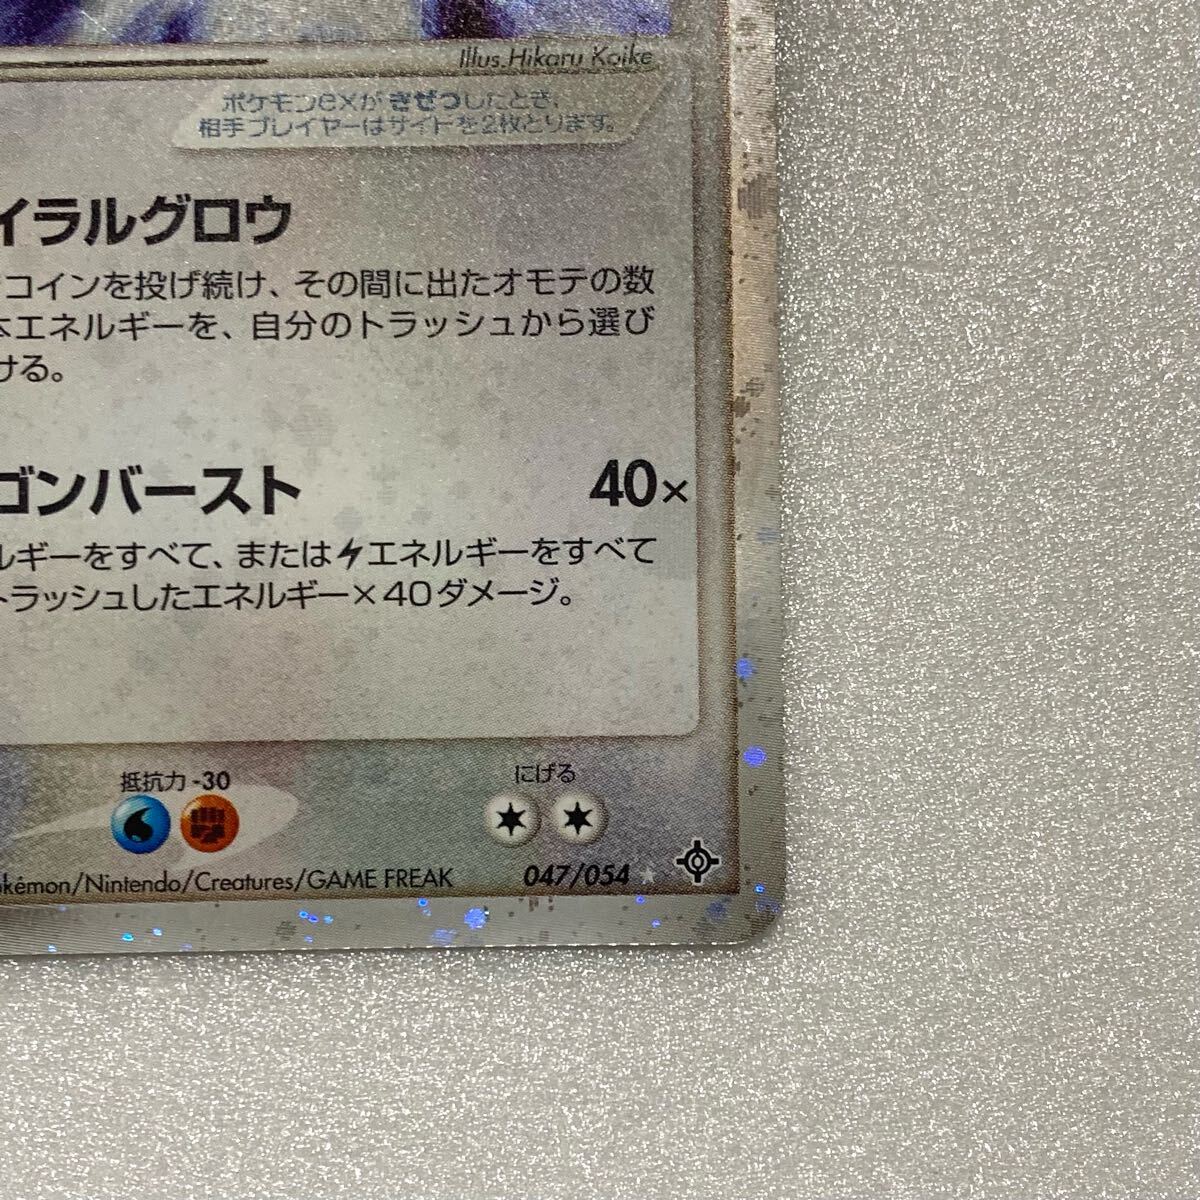 Illus.Hikaru Koike
ポケモンexがきぜつしたとき、
相手プレイヤーはサイドを2枚とります。
イラルグロウ
コインを投げ続け、その間に出たオモテの数
本エネルギーを、自分のトラッシュから選び
ける。
ゴンバースト 40×
ルギーをすべて、またはエネルギーをすべて
トラッシュしたエネルギー×40ダメージ。
抵抗力 -30 にげる
okémon/Nintendo/Creatures/GAME FREAK 047/054 ★